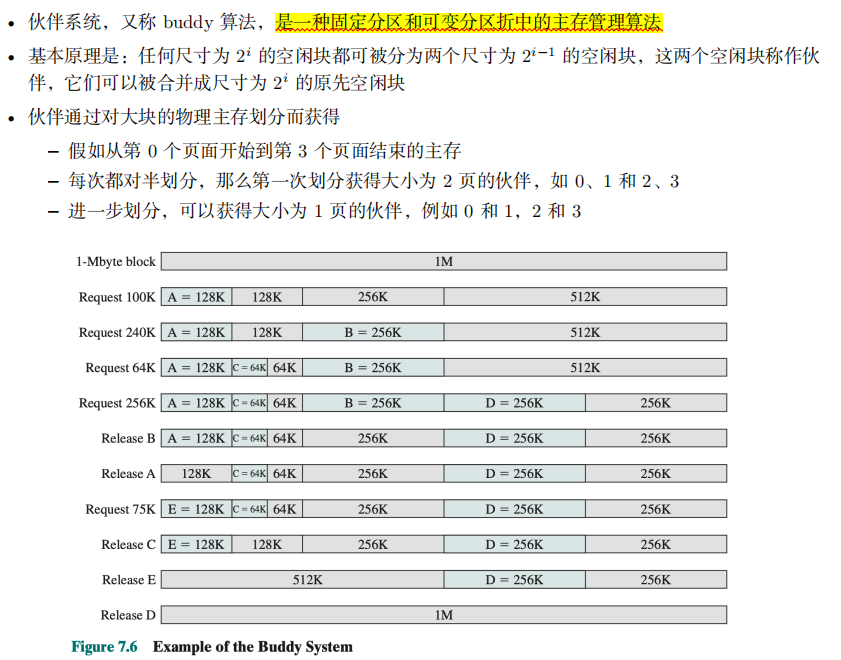 • 伙伴系统，又称 buddy 算法，是一种固定分区和可变分区折中的主存管理算法
• 基本原理是：任何尺寸为 2^i 的空闲块都可被分为两个尺寸为 2^{i−1} 的空闲块，这两个空闲块称作伙
伴，它们可以被合并成尺寸为 2^i 的原先空闲块
• 伙伴通过对大块的物理主存划分而获得
– 假如从第 0 个页面开始到第 3 个页面结束的主存
– 每次都对半划分，那么第一次划分获得大小为 2 页的伙伴，如 0、1 和 2、3
– 进一步划分，可以获得大小为 1 页的伙伴，例如 0 和 1，2 和 3
1-Mbyte block 1M
Request 100K A = 128K 128K 256K 512K
Request 240K A = 128K 128K B = 256K 512K
Request 64K A = 128K C = 64K 64K B = 256K 512K
Request 256K A = 128K C = 64K 64K B = 256K D = 256K 256K
Release B A = 128K C = 64K 64K 256K D = 256K 256K
Release A 128K C = 64K 64K 256K D = 256K 256K
Request 75K E = 128K C = 64K 64K 256K D = 256K 256K
Release C E = 128K 128K 256K D = 256K 256K
Release E 512K D = 256K 256K
Release D 1M
Figure 7.6 Example of the Buddy System